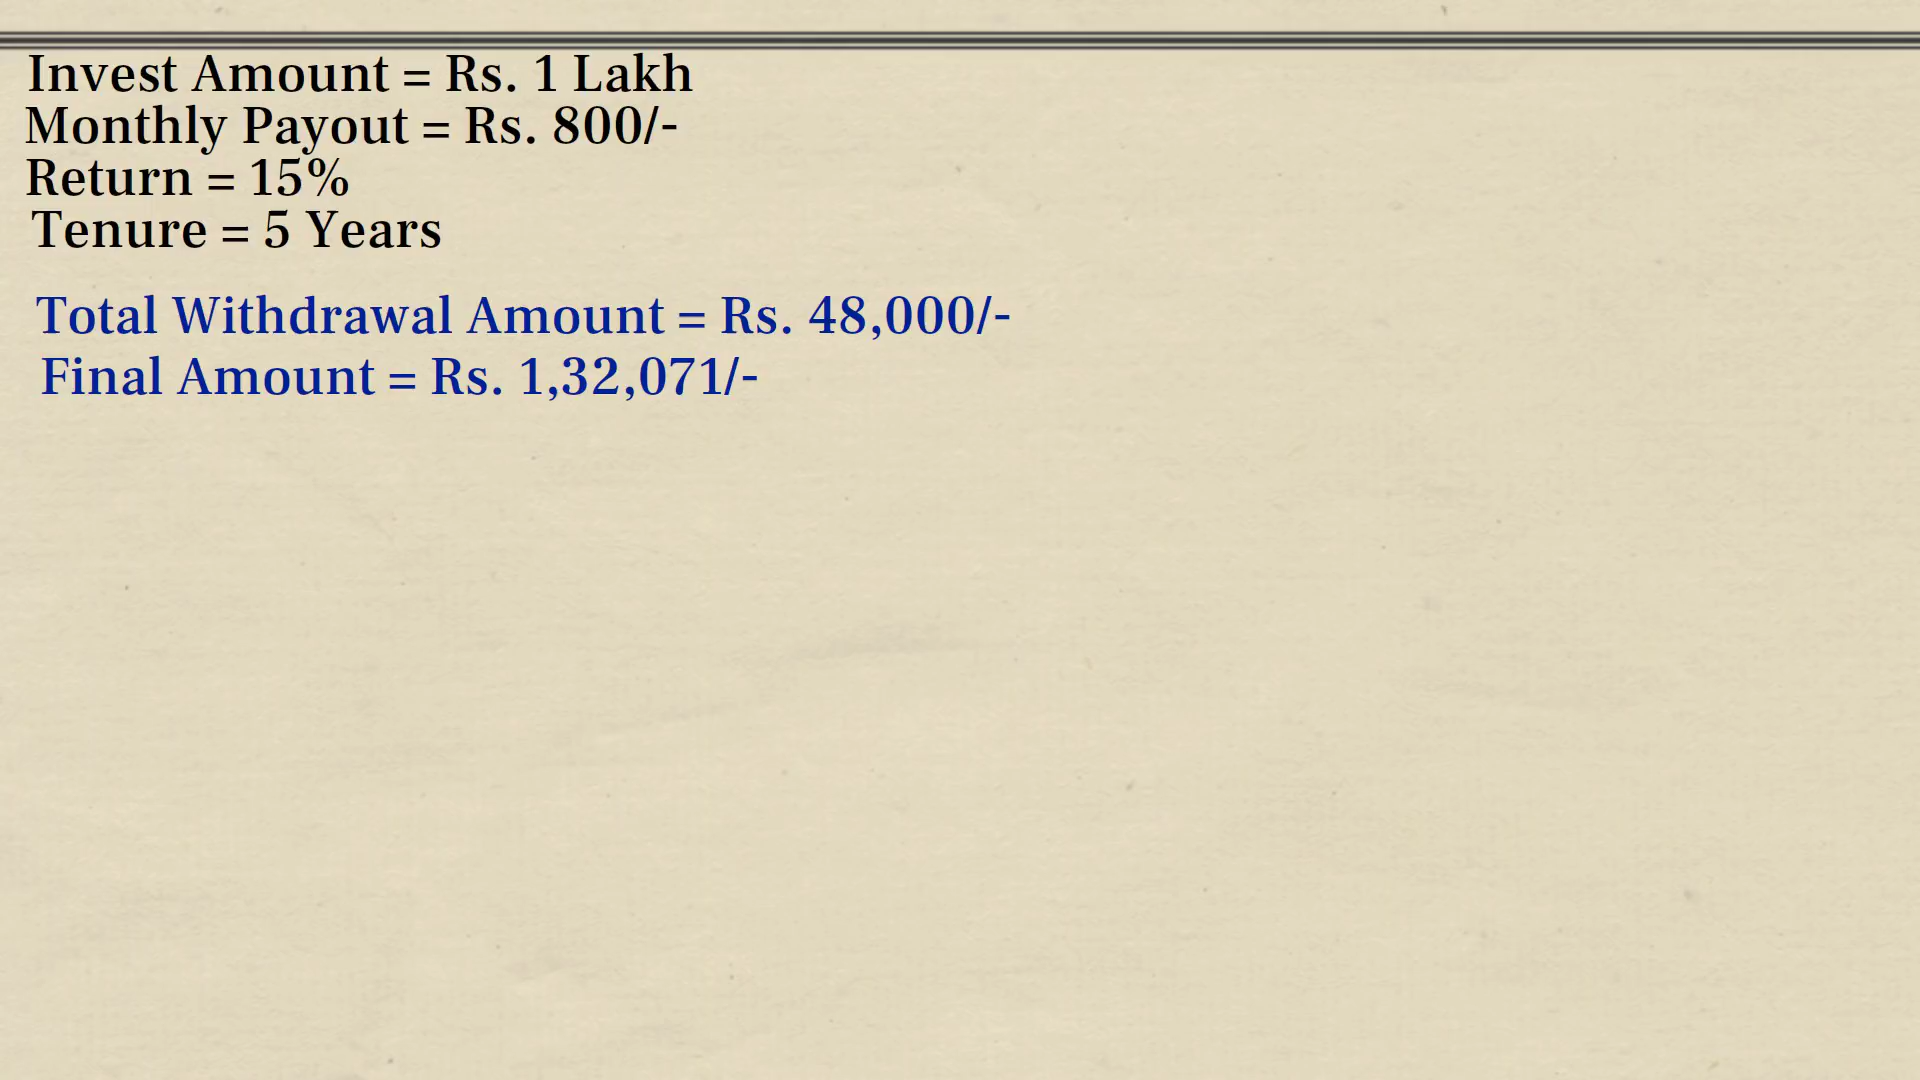 Invest Amount = Rs. 1 Lakh
Monthly Payout = Rs. 800/-
Return = 15%
Tenure = 5 Years
Total Withdrawal Amount = Rs. 48,000/-
Final Amount = Rs. 1,32,071/-